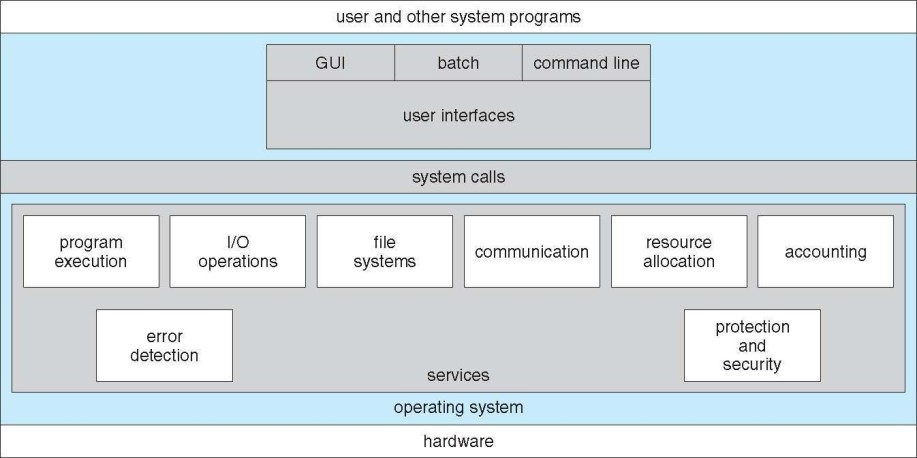 user and other system programs
GUI
batch
command line
user interfaces
system calls
program
execution
I/O
operations
file
systems
communication
resource
allocation
accounting
error
detection
protection
and
security
services
operating system
hardware